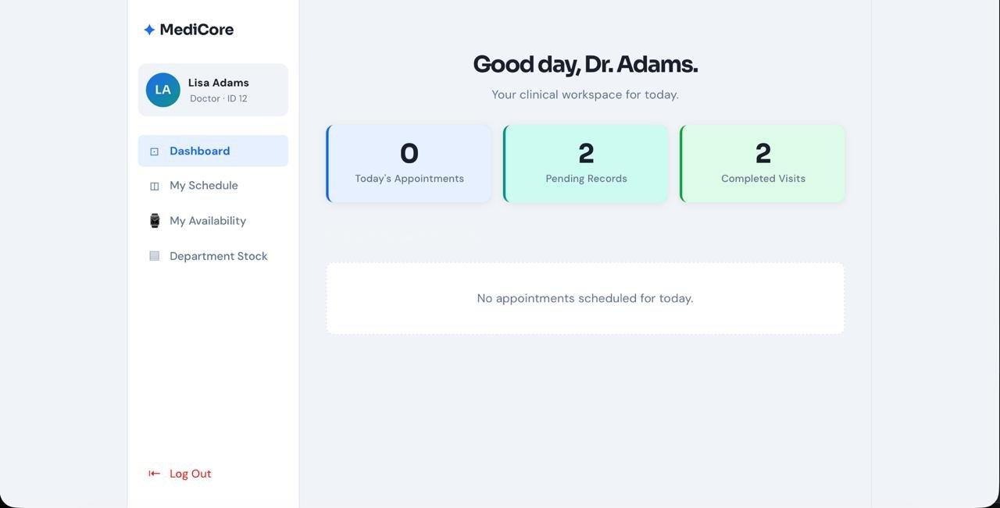 MediCore
LA
Lisa Adams
Doctor · ID 12
Dashboard
My Schedule
My Availability
Department Stock
Log Out
Good day, Dr. Adams.
Your clinical workspace for today.
0
Today's Appointments
2
Pending Records
2
Completed Visits
No appointments scheduled for today.